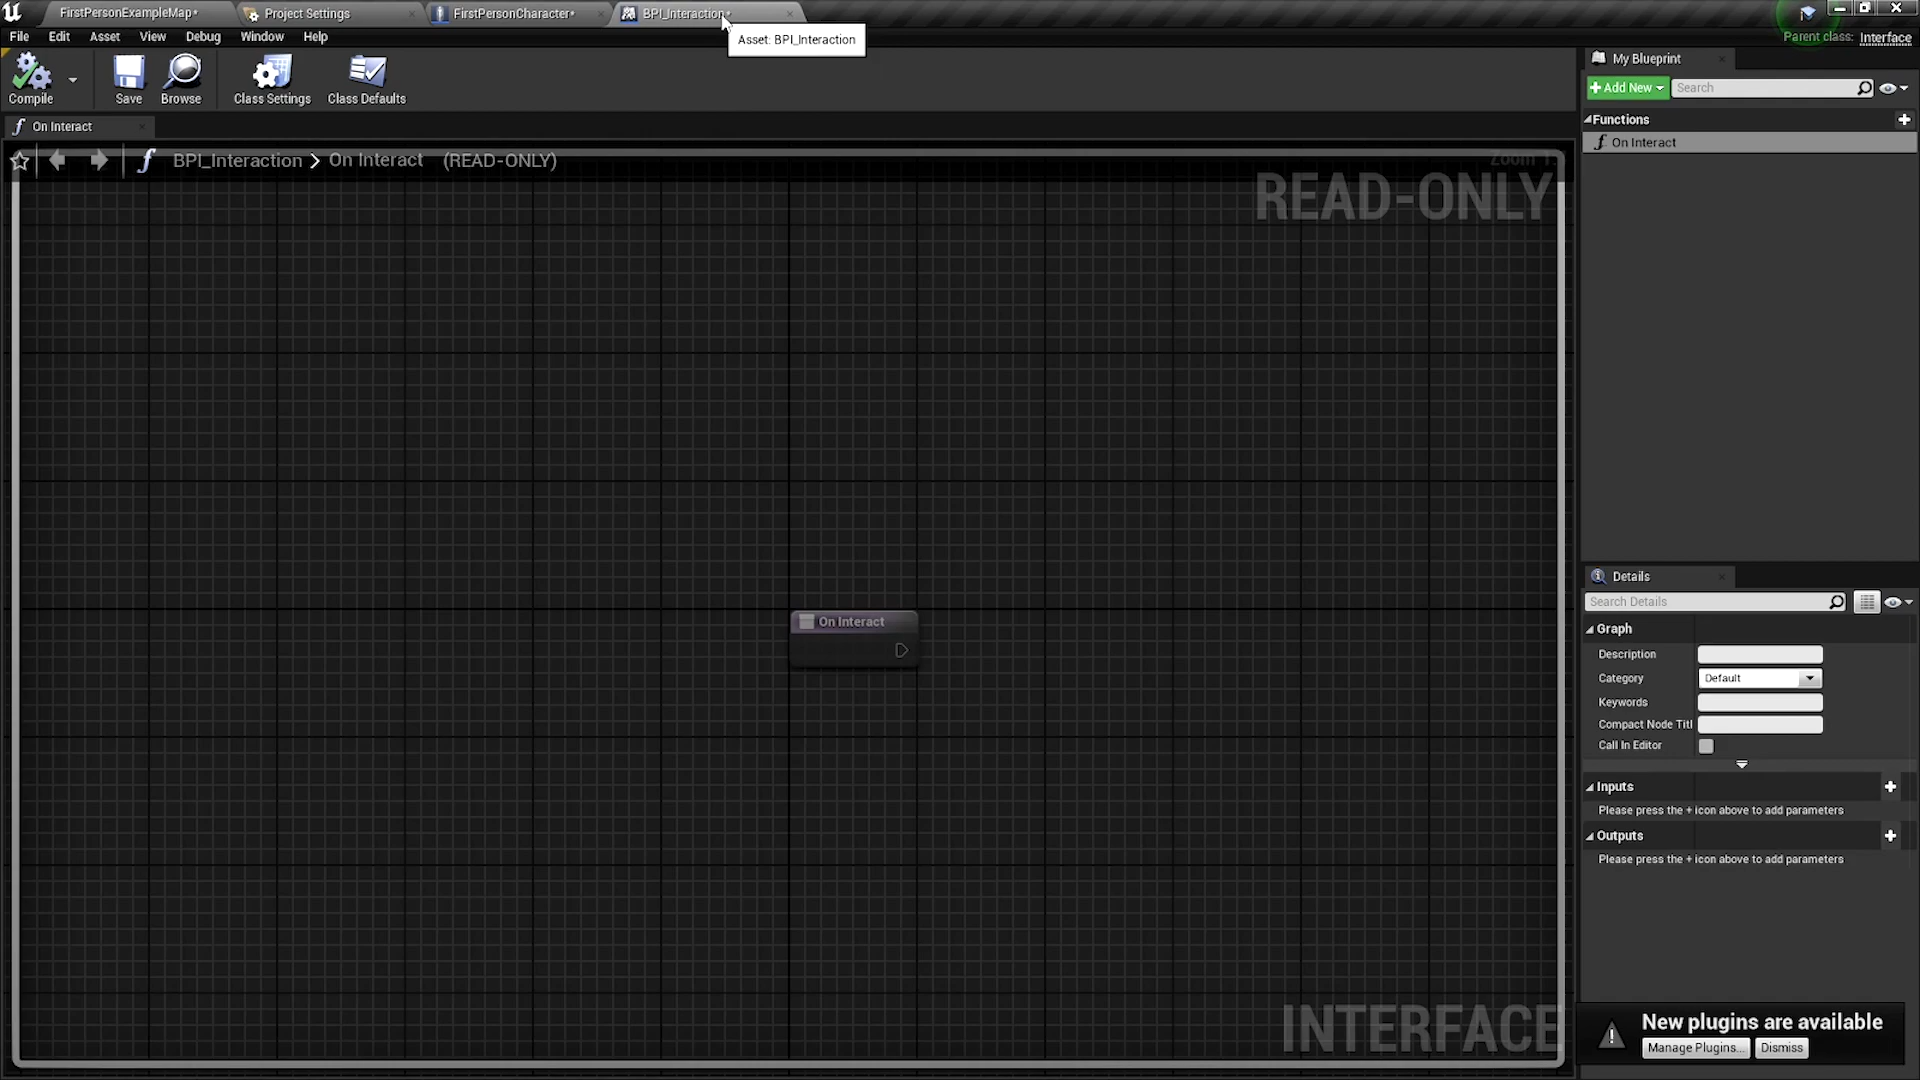 FirstPersonExampleMap*
Project Settings
FirstPersonCharacter*
BPI_Interaction*
Asset: BPI_Interaction
Parent class: Interface
File Edit Asset View Debug Window Help
Compile
Save
Browse
Class Settings
Class Defaults
On Interact
BPI_Interaction > On Interact (READ-ONLY)
READ-ONLY
On Interact
INTERFACE
My Blueprint
+ Add New
Search
Functions
On Interact
Details
Search Details
Graph
Description
Category Default
Keywords
Compact Node Titl
Call In Editor
Inputs
Please press the + icon above to add parameters
Outputs
Please press the + icon above to add parameters
New plugins are available
Manage Plugins... Dismiss